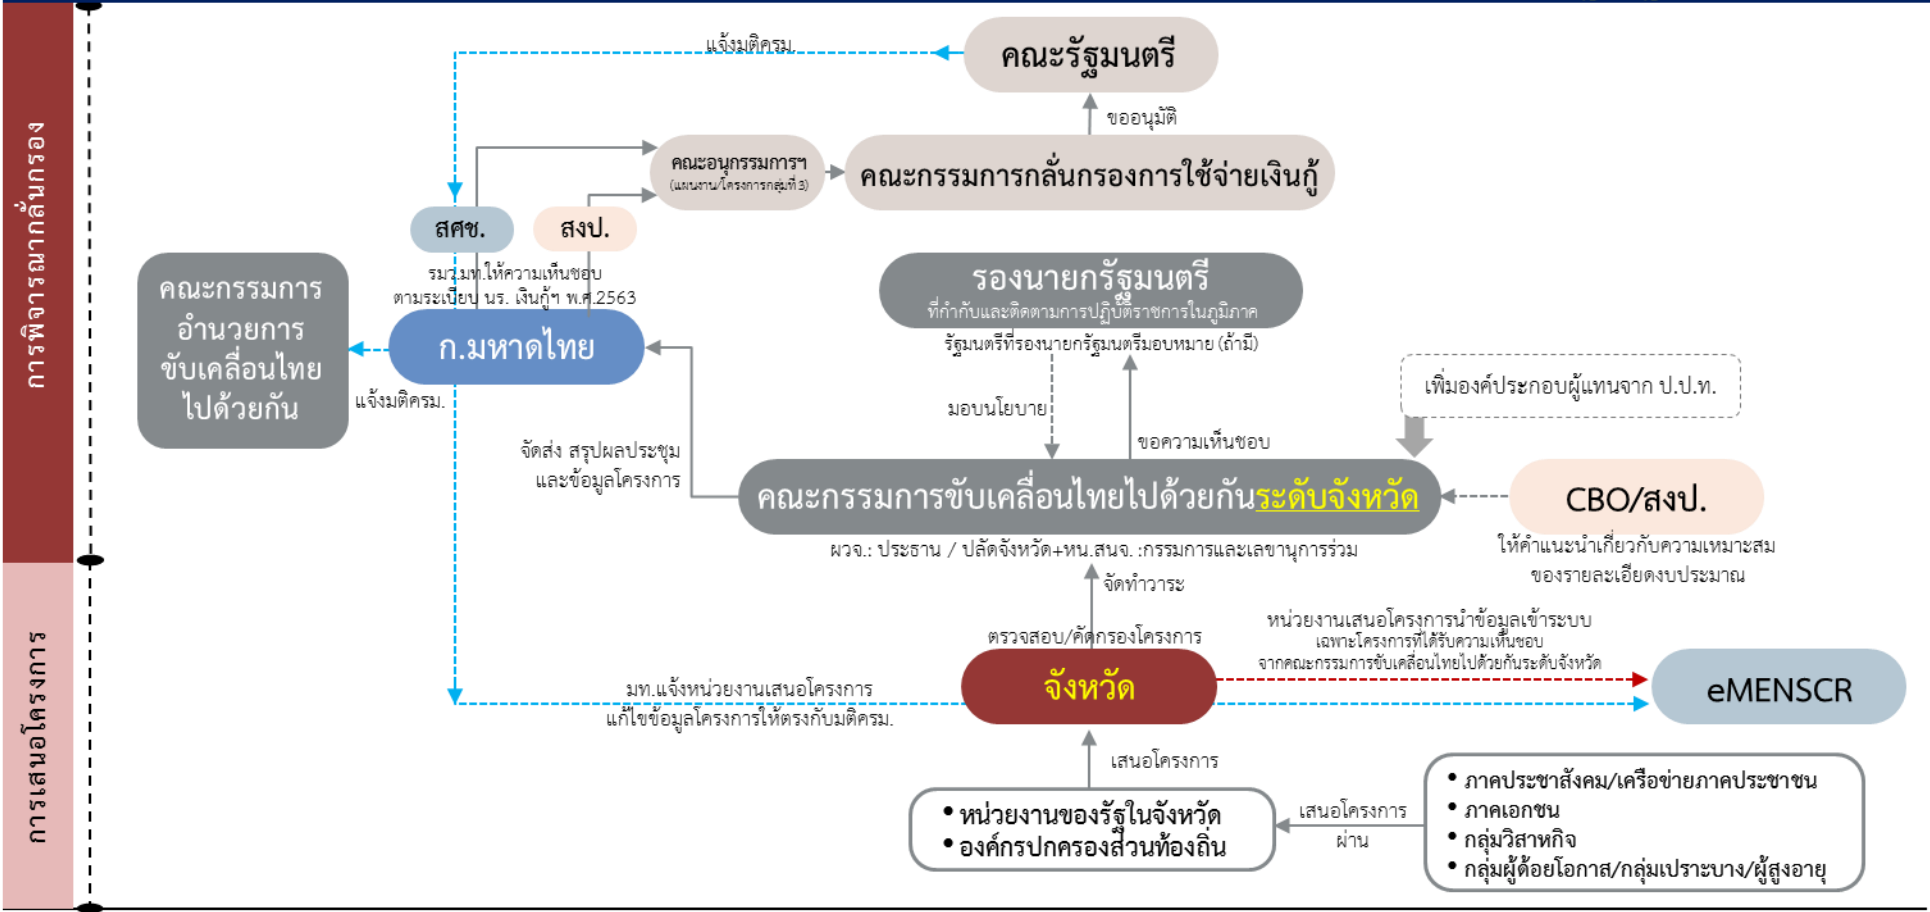 การพิจารณากลั่นกรอง
คณะรัฐมนตรี
แจ้งมติครม.
ขออนุมัติ
คณะอนุกรรมการฯ
(แผนงาน/โครงการกลุ่มที่ 3)
คณะกรรมการกลั่นกรองการใช้จ่ายเงินกู้
สศช.
สงป.
รมว.มท.ให้ความเห็นชอบ
ตามระเบียบ นร. เงินกู้ฯ พ.ศ.2563
คณะกรรมการ
อำนวยการ
ขับเคลื่อนไทย
ไปด้วยกัน
ก.มหาดไทย
แจ้งมติครม.
รองนายกรัฐมนตรี
ที่กำกับและติดตามการปฏิบัติราชการในภูมิภาค
รัฐมนตรีที่รองนายกรัฐมนตรีมอบหมาย (ถ้ามี)
เพิ่มองค์ประกอบผู้แทนจาก ป.ป.ท.
มอบนโยบาย
ขอความเห็นชอบ
จัดส่ง สรุปผลประชุม
และข้อมูลโครงการ
คณะกรรมการขับเคลื่อนไทยไปด้วยกันระดับจังหวัด
CBO/สงป.
ผวจ.: ประธาน / ปลัดจังหวัด+หน.สนจ. :กรรมการและเลขานุการร่วม
ให้คำแนะนำเกี่ยวกับความเหมาะสม
ของรายละเอียดงบประมาณ
จัดทำวาระ
การเสนอโครงการ
ตรวจสอบ/คัดกรองโครงการ
หน่วยงานเสนอโครงการนำข้อมูลเข้าระบบ
เฉพาะโครงการที่ได้รับความเห็นชอบ
จากคณะกรรมการขับเคลื่อนไทยไปด้วยกันระดับจังหวัด
จังหวัด
eMENSCR
มท.แจ้งหน่วยงานเสนอโครงการ
แก้ไขข้อมูลโครงการให้ตรงกับมติครม.
เสนอโครงการ
• หน่วยงานของรัฐในจังหวัด
• องค์กรปกครองส่วนท้องถิ่น
เสนอโครงการ
ผ่าน
• ภาคประชาสังคม/เครือข่ายภาคประชาชน
• ภาคเอกชน
• กลุ่มวิสาหกิจ
• กลุ่มผู้ด้อยโอกาส/กลุ่มเปราะบาง/ผู้สูงอายุ